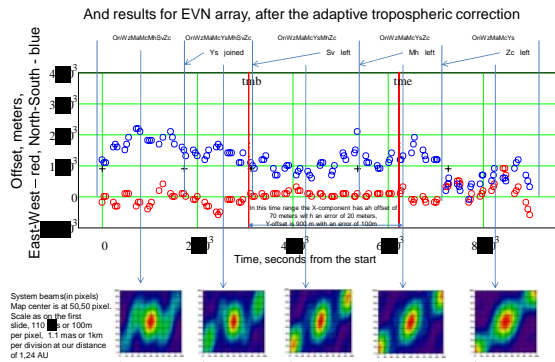 And results for EVN array, after the adaptive tropospheric correction
OnWzMaMcMhSvZc
OnWzMaMcYsMhSvZc
OnWzMaMcYsMhZc
OnWzMaMcYsZc
OnWzMaMcYs
Ys joined
Sv left
Mh left
Zc left
tmb
tme
Offset, meters,
East-West – red, North-South - blue
0
In this time range the X-component has ah offset of
70 meters with an error of 20 meters,
Y-offset is 900 m with an error of 100m
0
Time, seconds from the start
System beams(in pixels)
Map center is at 50,50 pixel.
Scale as on the first
slide, 110 or 100m
per pixel, 1.1 mas or 1km
per division at our distance
of 1,24 AU